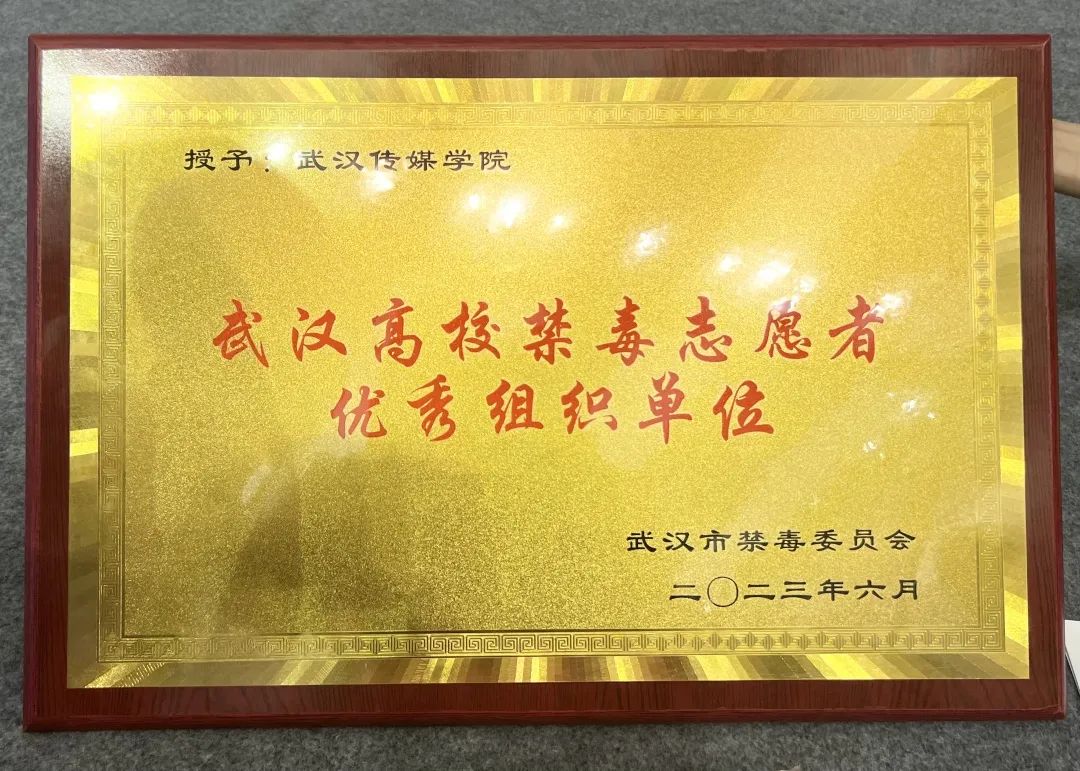 授予：武汉传媒学院
武汉高校禁毒志愿者
优秀组织单位
武汉市禁毒委员会
二〇二三年六月